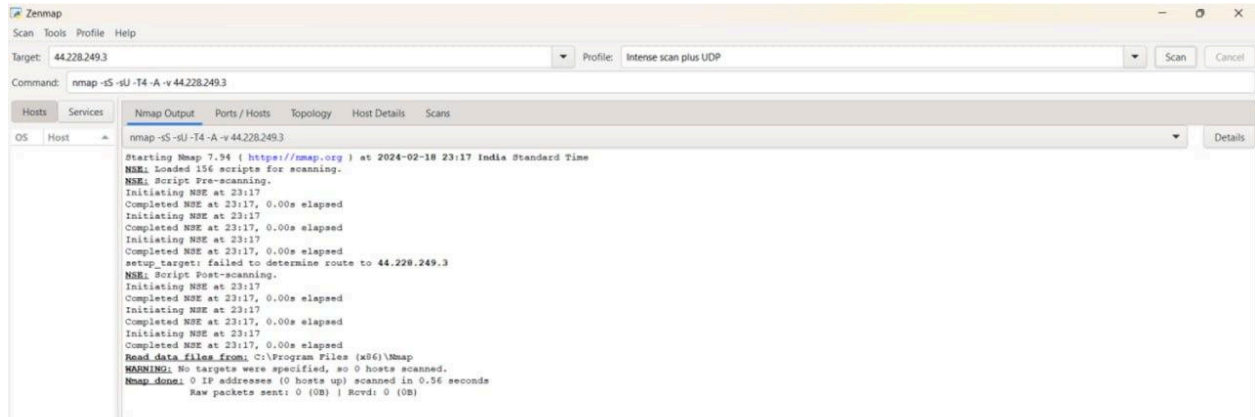 Zenmap
Scan Tools Profile Help
Target: 44.228.249.3 Profile: Intense scan plus UDP Scan Cancel
Command: nmap -sS -sU -T4 -A -v 44.228.249.3
Hosts Services Nmap Output Ports / Hosts Topology Host Details Scans
OS Host nmap -sS -sU -T4 -A -v 44.228.249.3 Details
Starting Nmap 7.94 ( https://nmap.org ) at 2024-02-18 23:17 India Standard Time
NSE: Loaded 156 scripts for scanning.
NSE: Script Pre-scanning.
Initiating NSE at 23:17
Completed NSE at 23:17, 0.00s elapsed
Initiating NSE at 23:17
Completed NSE at 23:17, 0.00s elapsed
Initiating NSE at 23:17
Completed NSE at 23:17, 0.00s elapsed
setup_target: failed to determine route to 44.228.249.3
NSE: Script Post-scanning.
Initiating NSE at 23:17
Completed NSE at 23:17, 0.00s elapsed
Initiating NSE at 23:17
Completed NSE at 23:17, 0.00s elapsed
Initiating NSE at 23:17
Completed NSE at 23:17, 0.00s elapsed
Read data files from: C:\Program Files (x86)\Nmap
WARNING: No targets were specified, so 0 hosts scanned.
Nmap done: 0 IP addresses (0 hosts up) scanned in 0.56 seconds
Raw packets sent: 0 (0B) | Rcvd: 0 (0B)